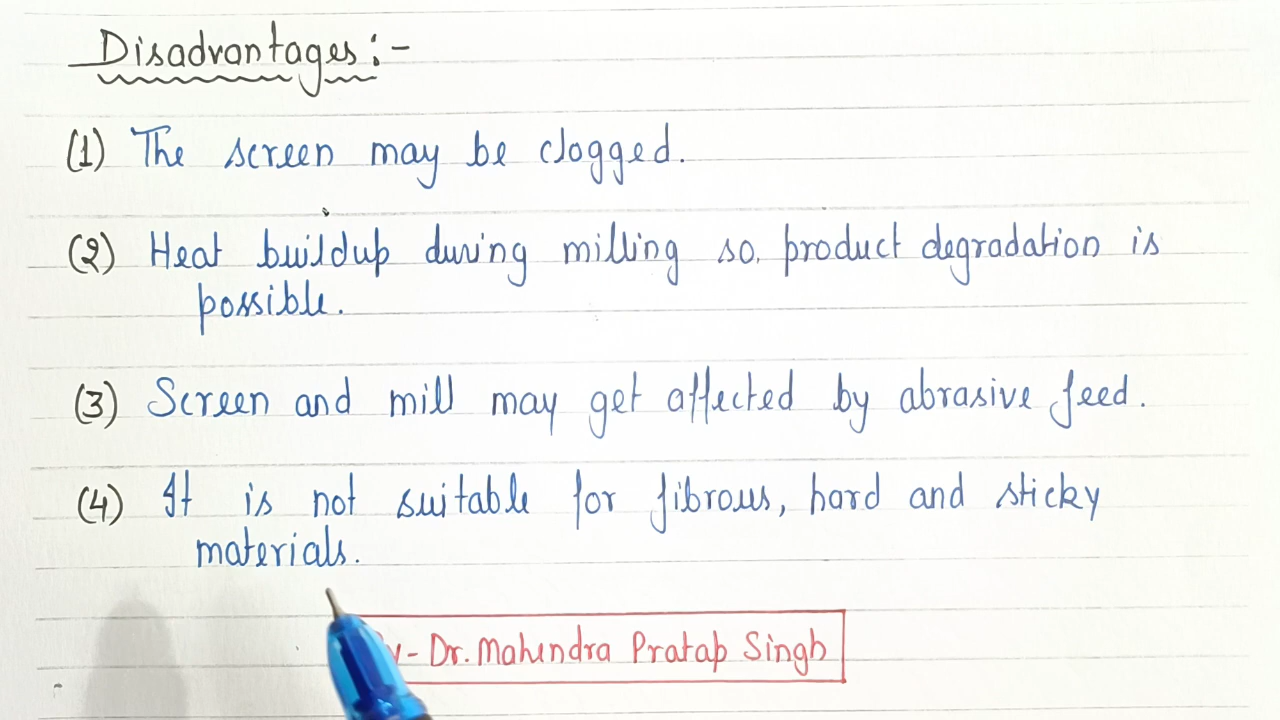 Disadvantages:-
(1) The screen may be clogged.
(2) Heat buildup during milling so, product degradation is
possible.
(3) Screen and mill may get affected by abrasive feed.
(4) It is not suitable for fibrous, hard and sticky
materials.
- Dr. Mahendra Pratap Singh